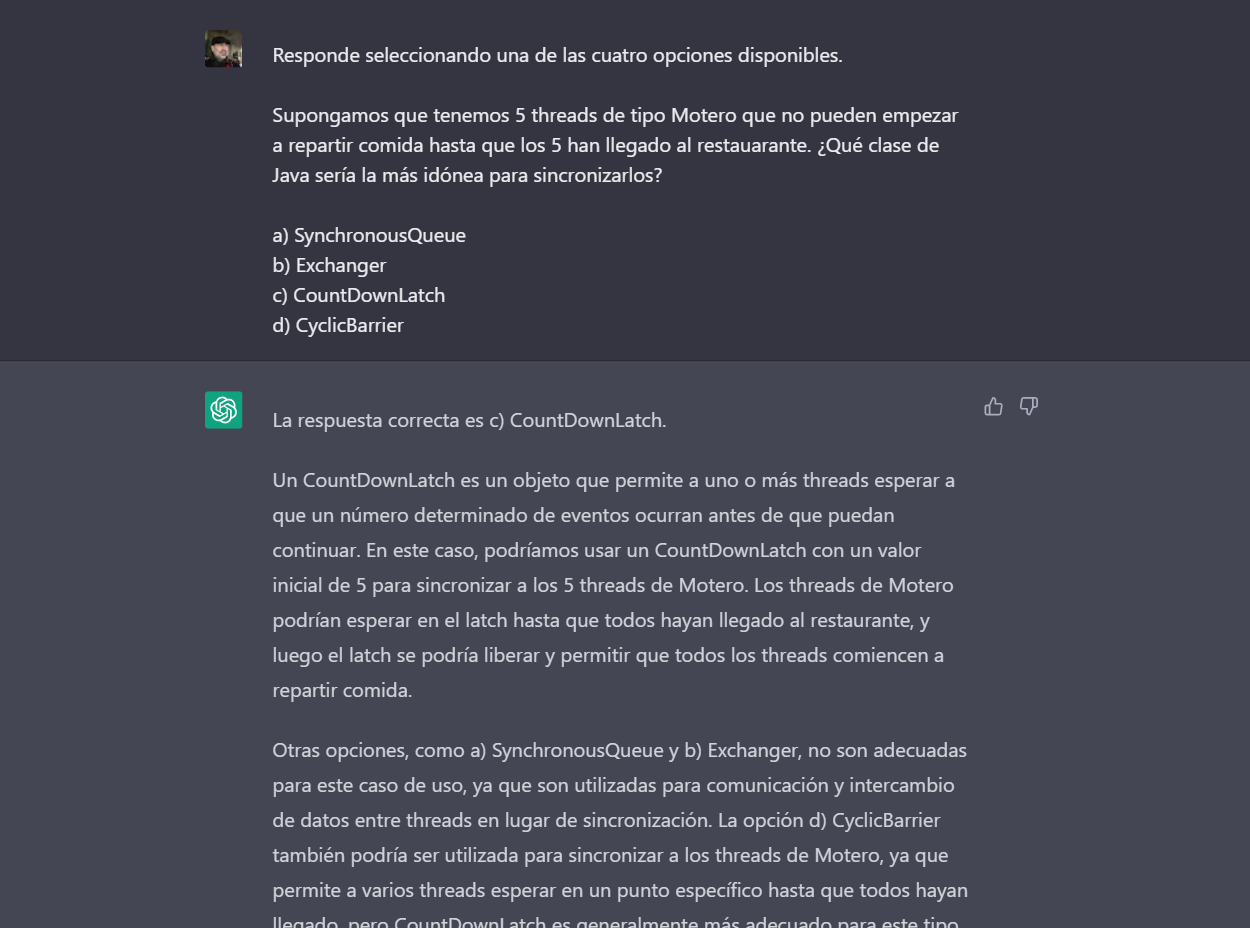 Responde seleccionando una de las cuatro opciones disponibles.
Supongamos que tenemos 5 threads de tipo Motero que no pueden empezar
a repartir comida hasta que los 5 han llegado al restauarante. ¿Qué clase de
Java sería la más idónea para sincronizarlos?
a) SynchronousQueue
b) Exchanger
c) CountDownLatch
d) CyclicBarrier
La respuesta correcta es c) CountDownLatch.
Un CountDownLatch es un objeto que permite a uno o más threads esperar a
que un número determinado de eventos ocurran antes de que puedan
continuar. En este caso, podríamos usar un CountDownLatch con un valor
inicial de 5 para sincronizar a los 5 threads de Motero. Los threads de Motero
podrían esperar en el latch hasta que todos hayan llegado al restaurante, y
luego el latch se podría liberar y permitir que todos los threads comiencen a
repartir comida.
Otras opciones, como a) SynchronousQueue y b) Exchanger, no son adecuadas
para este caso de uso, ya que son utilizadas para comunicación y intercambio
de datos entre threads en lugar de sincronización. La opción d) CyclicBarrier
también podría ser utilizada para sincronizar a los threads de Motero, ya que
permite a varios threads esperar en un punto específico hasta que todos hayan
llegado, pero CountDownLatch es generalmente más adecuado para este tipo